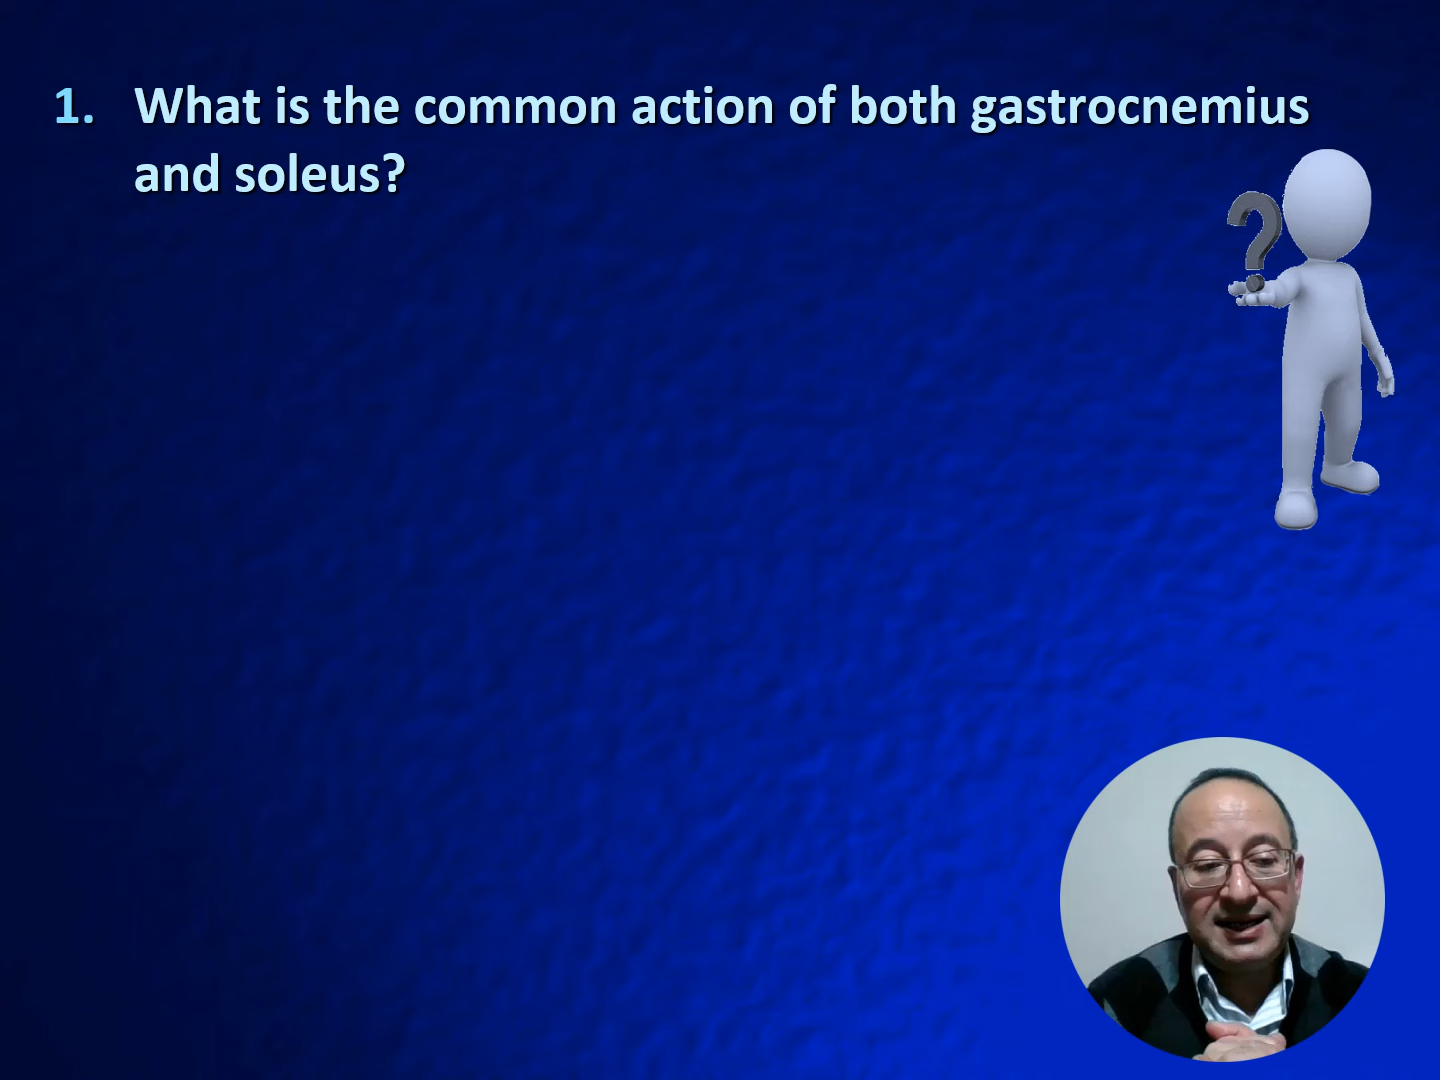 1. What is the common action of both gastrocnemius
and soleus?
?